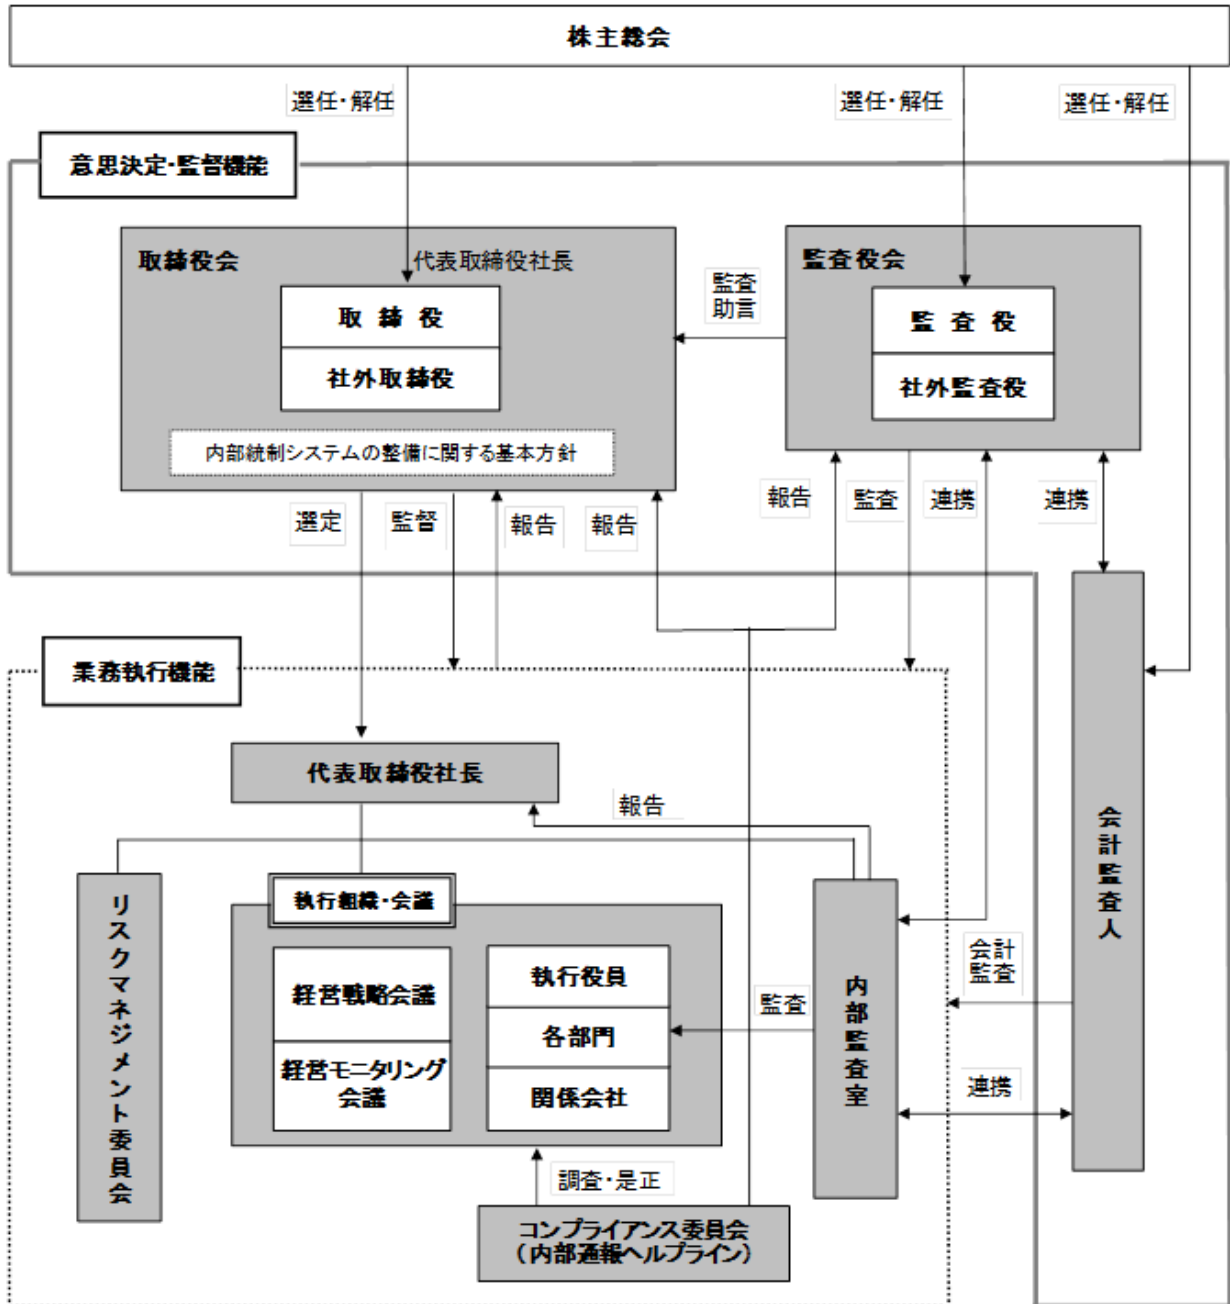 株主総会
選任・解任
選任・解任
選任・解任
意思決定・監督機能
取締役会
代表取締役社長
取締役
社外取締役
内部統制システムの整備に関する基本方針
監査
助言
監査役会
監査役
社外監査役
選定
監督
報告
報告
報告
監査
連携
連携
業務執行機能
代表取締役社長
報告
執行組織・会議
経営戦略会議
経営モニタリング
会議
執行役員
各部門
関係会社
監査
リスクマネジメント委員会
内部監査室
会計
監査
連携
会計監査人
調査・是正
コンプライアンス委員会
（内部通報ヘルプライン）